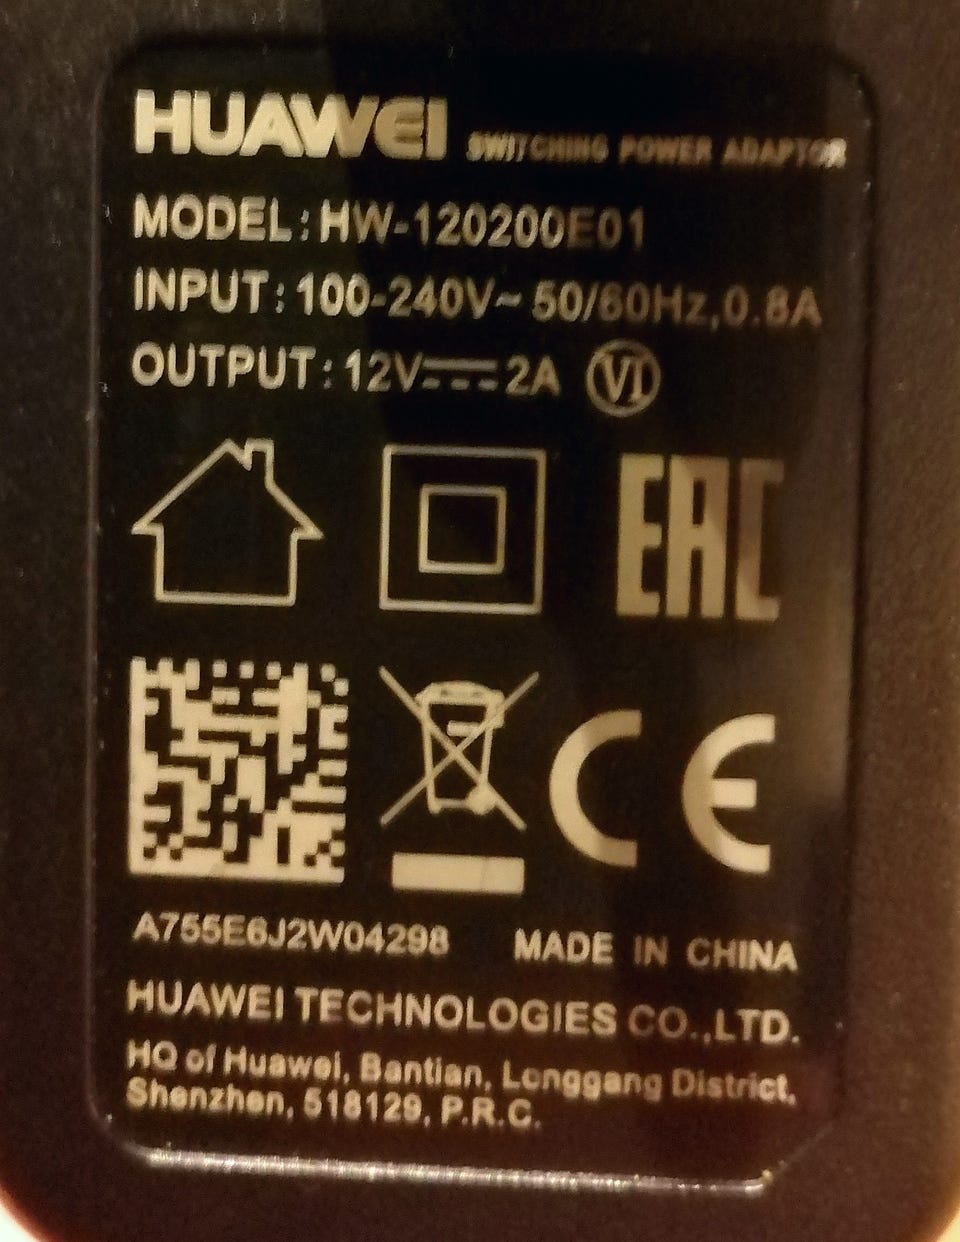 HUAWEI SWITCHING POWER ADAPTOR
MODEL:HW-120200E01
INPUT:100-240V~ 50/60Hz,0.8A
OUTPUT:12V⎓2A VI
EAC
CE
A755E6J2W04298 MADE IN CHINA
HUAWEI TECHNOLOGIES CO.,LTD.
HQ of Huawei, Bantian, Longgang District,
Shenzhen, 518129, P.R.C.